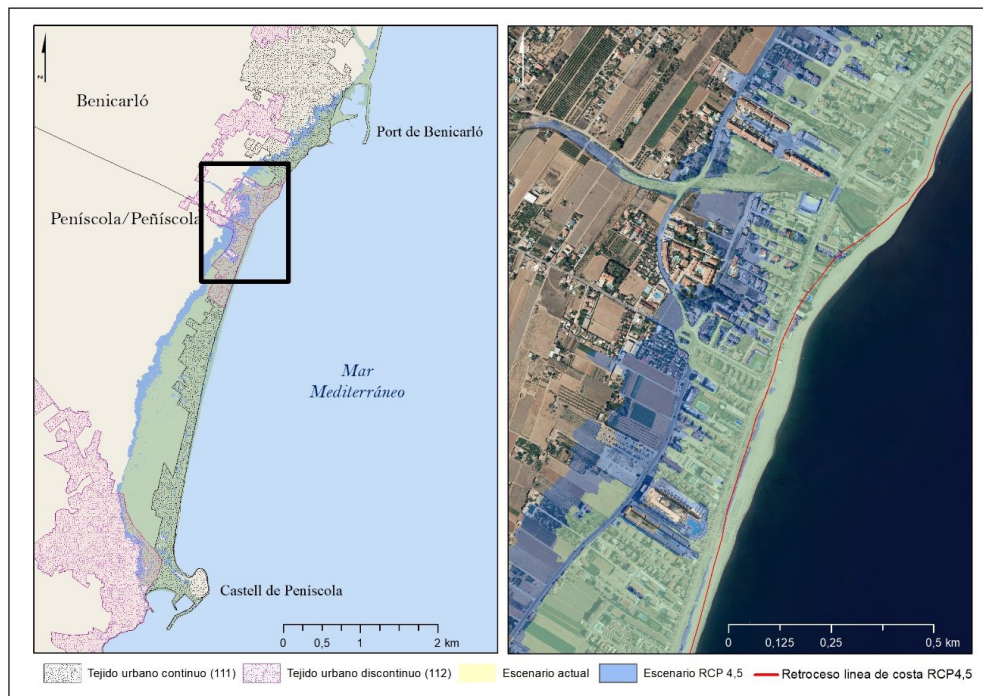 N
Benicarló
Port de Benicarló
Peníscola/Peñíscola
Mar
Mediterráneo
Castell de Peníscola
0 0,5 1 2 km
0 0,125 0,25 0,5 km
Tejido urbano continuo (111) Tejido urbano discontinuo (112) Escenario actual Escenario RCP 4,5 Retroceso linea de costa RCP4,5